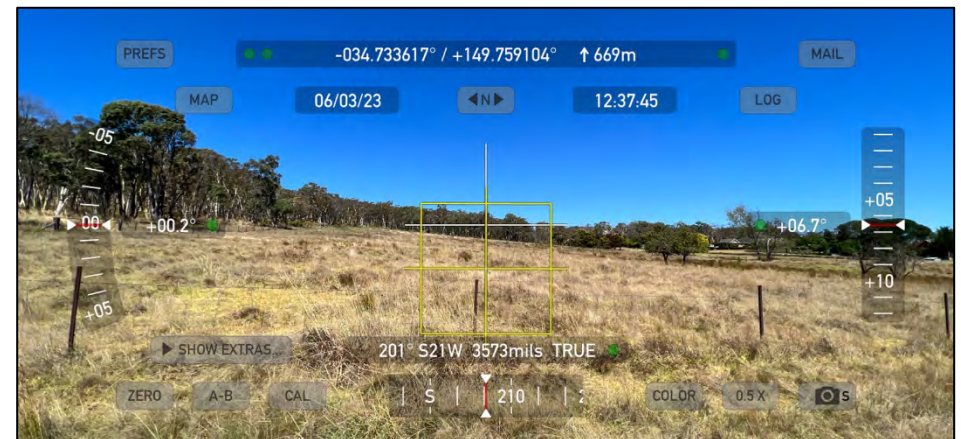 PREFS
-034.733617° / +149.759104° ↑ 669m
MAIL
MAP
06/03/23
◀N▶
12:37:45
LOG
-05
00
+05
+00.2°
+05
+10
+06.7°
▶ SHOW EXTRAS...
201° S21W 3573mils TRUE
ZERO
A-B
CAL
S
210
COLOR
0.5 X
S